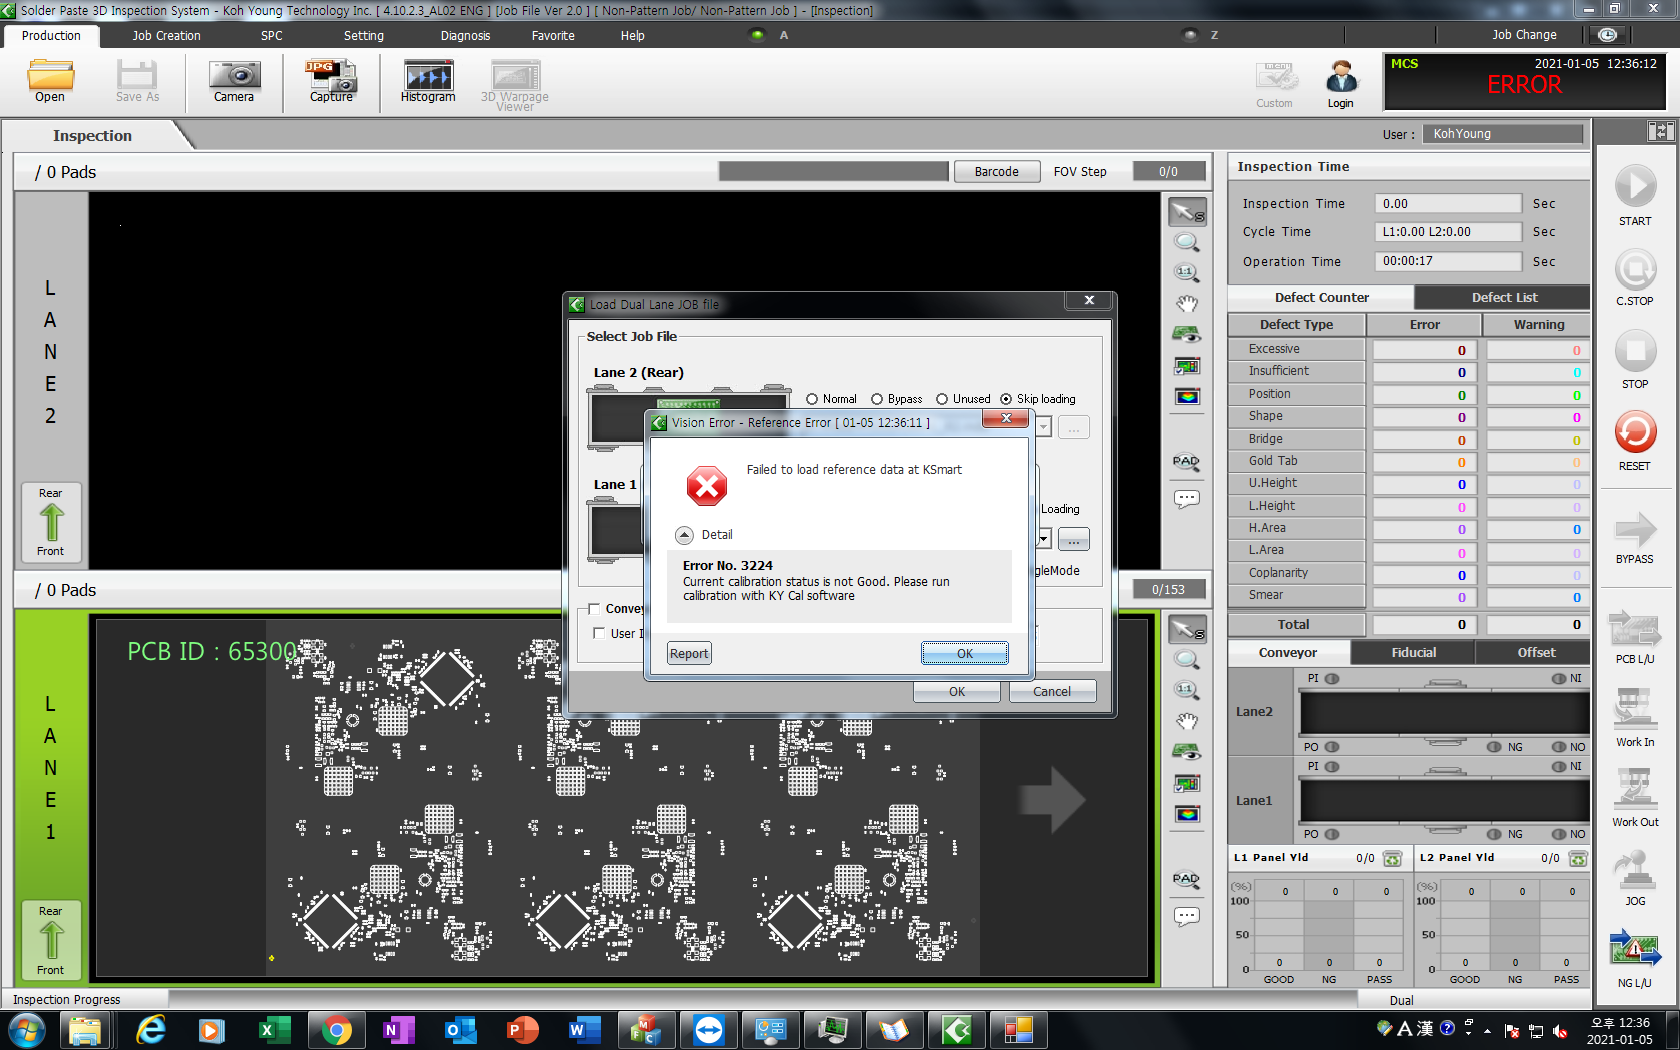 Solder Paste 3D Inspection System - Koh Young Technology Inc. [ 4.10.2.3_AL02 ENG ] [Job File Ver 2.0 ] [ Non-Pattern Job/ Non-Pattern Job ] - [Inspection]
Production Job Creation SPC Setting Diagnosis Favorite Help A Z Job Change
Open Save As Camera Capture Histogram 3D Warpage Viewer Custom Login
JPG
MCS 2021-01-05 12:36:12
ERROR
Inspection
User : KohYoung
/ 0 Pads Barcode FOV Step 0/0
LANE2
Rear
Front
S
1:1
PAD
Load Dual Lane JOB file
Select Job File
Lane 2 (Rear)
Normal Bypass Unused Skip loading
...
Lane 1
Loading
...
gleMode
Convey
User I
OK Cancel
Vision Error - Reference Error [ 01-05 12:36:11 ]
Failed to load reference data at KSmart
Detail
Error No. 3224
Current calibration status is not Good. Please run
calibration with KY Cal software
Report OK
/ 0 Pads 0/153
LANE1
Rear
Front
PCB ID : 65300
S
1:1
PAD
Inspection Time
Inspection Time 0.00 Sec
Cycle Time L1:0.00 L2:0.00 Sec
Operation Time 00:00:17 Sec
Defect Counter Defect List
Defect Type Error Warning
Excessive 0 0
Insufficient 0 0
Position 0 0
Shape 0 0
Bridge 0 0
Gold Tab 0 0
U.Height 0 0
L.Height 0 0
H.Area 0 0
L.Area 0 0
Coplanarity 0 0
Smear 0 0
Total 0 0
Conveyor Fiducial Offset
PI NI
Lane2
PO NG NO
PI NI
Lane1
PO NG NO
L1 Panel Yld 0/0 L2 Panel Yld 0/0
(%) 0 0 0 (%) 0 0 0
100 100
50 50
0 0 0 0 0 0 0 0
GOOD NG PASS GOOD NG PASS
START
C.STOP
STOP
RESET
BYPASS
PCB L/U
Work In
Work Out
JOG
NG L/U
Inspection Progress Dual
A 漢 오후 12:36
2021-01-05